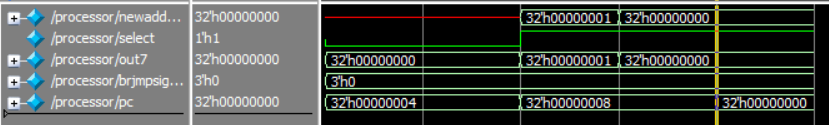 /processor/newadd... 32'h00000000 32'h00000001 32'h00000000
/processor/select 1'h1
/processor/out7 32'h00000000 32'h00000000 32'h00000001 32'h00000000
/processor/brjmpsig... 3'h0 3'h0
/processor/pc 32'h00000000 32'h00000004 32'h00000008 32'h00000000